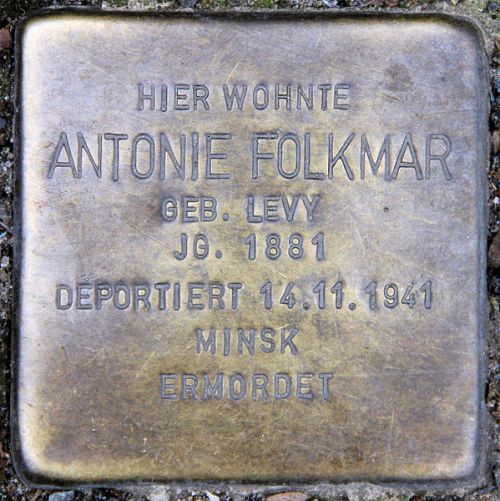 HIER WOHNTE
ANTONIE FOLKMAR
GEB. LEVY
JG. 1881
DEPORTIERT 14.11.1941
MINSK
ERMORDET